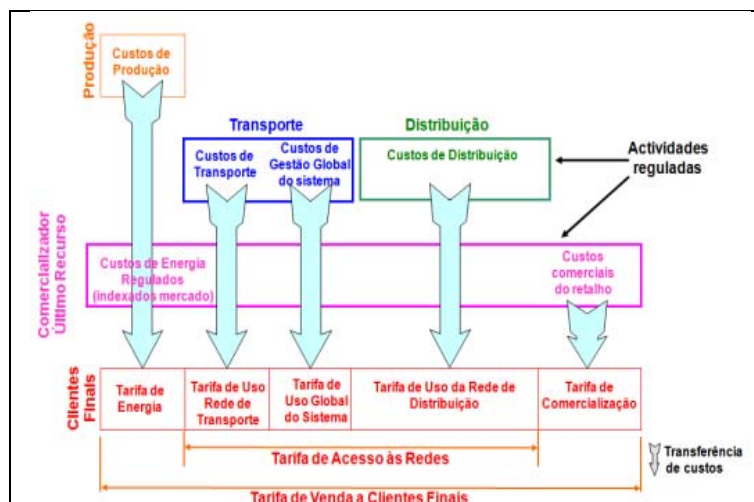 Produção
Custos de
Produção
Transporte
Custos de
Transporte
Custos de
Gestão Global
do sistema
Distribuição
Custos de Distribuição
Actividades
reguladas
Comercializador
Último Recurso
Custos de Energia
Regulados
(indexados mercado)
Custos
comerciais
do retalho
Clientes
Finais
Tarifa de
Energia
Tarifa de Uso
Rede de
Transporte
Tarifa de
Uso Global
do Sistema
Tarifa de Uso da Rede de
Distribuição
Tarifa de
Comercialização
Tarifa de Acesso às Redes
Transferência
de custos
Tarifa de Venda a Clientes Finais